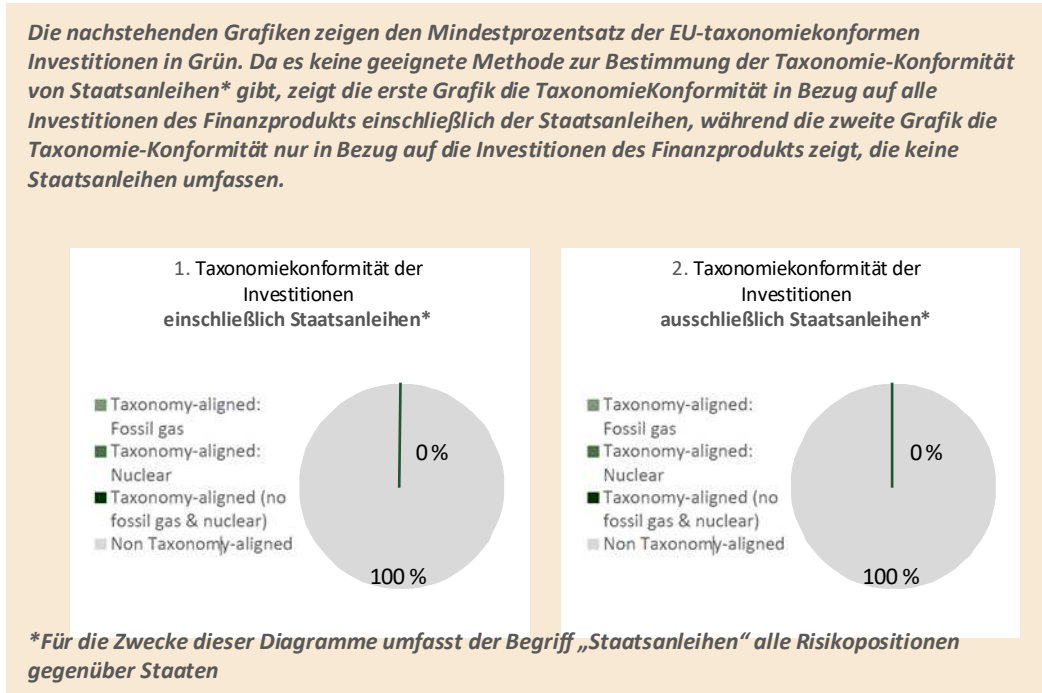 Die nachstehenden Grafiken zeigen den Mindestprozentsatz der EU-taxonomiekonformen
Investitionen in Grün. Da es keine geeignete Methode zur Bestimmung der Taxonomie-Konformität
von Staatsanleihen* gibt, zeigt die erste Grafik die TaxonomieKonformität in Bezug auf alle
Investitionen des Finanzprodukts einschließlich der Staatsanleihen, während die zweite Grafik die
Taxonomie-Konformität nur in Bezug auf die Investitionen des Finanzprodukts zeigt, die keine
Staatsanleihen umfassen.
1. Taxonomiekonformität der
Investitionen
einschließlich Staatsanleihen*
Taxonomy-aligned:
Fossil gas
Taxonomy-aligned:
Nuclear
Taxonomy-aligned (no
fossil gas & nuclear)
Non Taxonomy-aligned
0 %
100 %
2. Taxonomiekonformität der
Investitionen
ausschließlich Staatsanleihen*
Taxonomy-aligned:
Fossil gas
Taxonomy-aligned:
Nuclear
Taxonomy-aligned (no
fossil gas & nuclear)
Non Taxonomy-aligned
0 %
100 %
*Für die Zwecke dieser Diagramme umfasst der Begriff „Staatsanleihen“ alle Risikopositionen
gegenüber Staaten